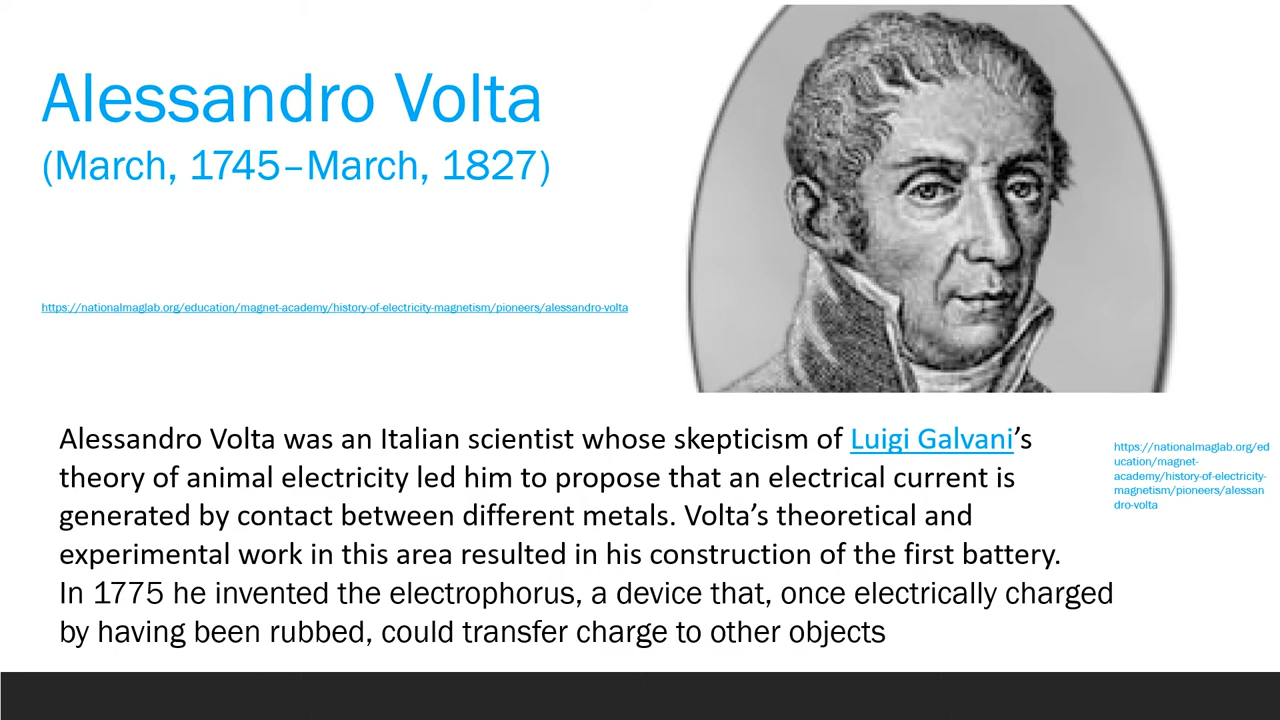 Alessandro Volta
(March, 1745–March, 1827)
https://nationalmaglab.org/education/magnet-academy/history-of-electricity-magnetism/pioneers/alessandro-volta
Alessandro Volta was an Italian scientist whose skepticism of Luigi Galvani’s
theory of animal electricity led him to propose that an electrical current is
generated by contact between different metals. Volta’s theoretical and
experimental work in this area resulted in his construction of the first battery.
In 1775 he invented the electrophorus, a device that, once electrically charged
by having been rubbed, could transfer charge to other objects
https://nationalmaglab.org/ed
ucation/magnet-
academy/history-of-electricity-
magnetism/pioneers/alessan
dro-volta